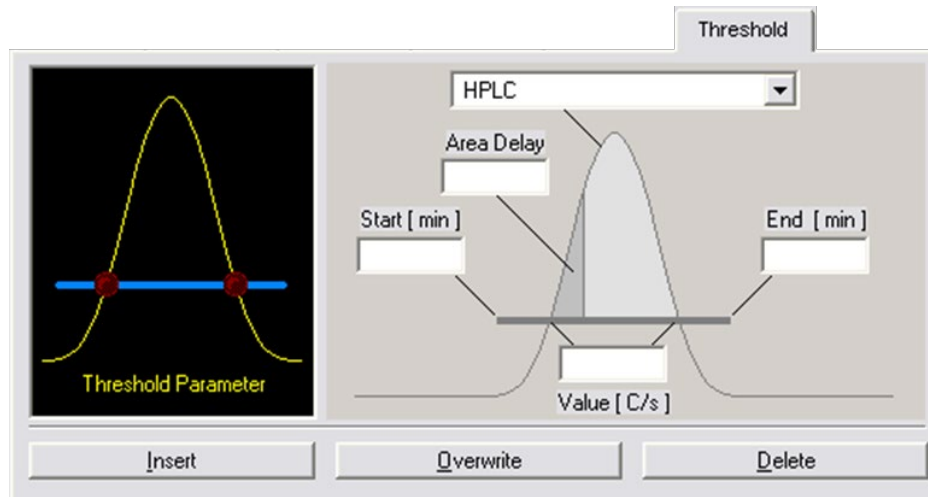 Threshold
HPLC
Area Delay
Start [ min ]
End [ min ]
Threshold Parameter
Value [ C/s ]
Insert
Overwrite
Delete